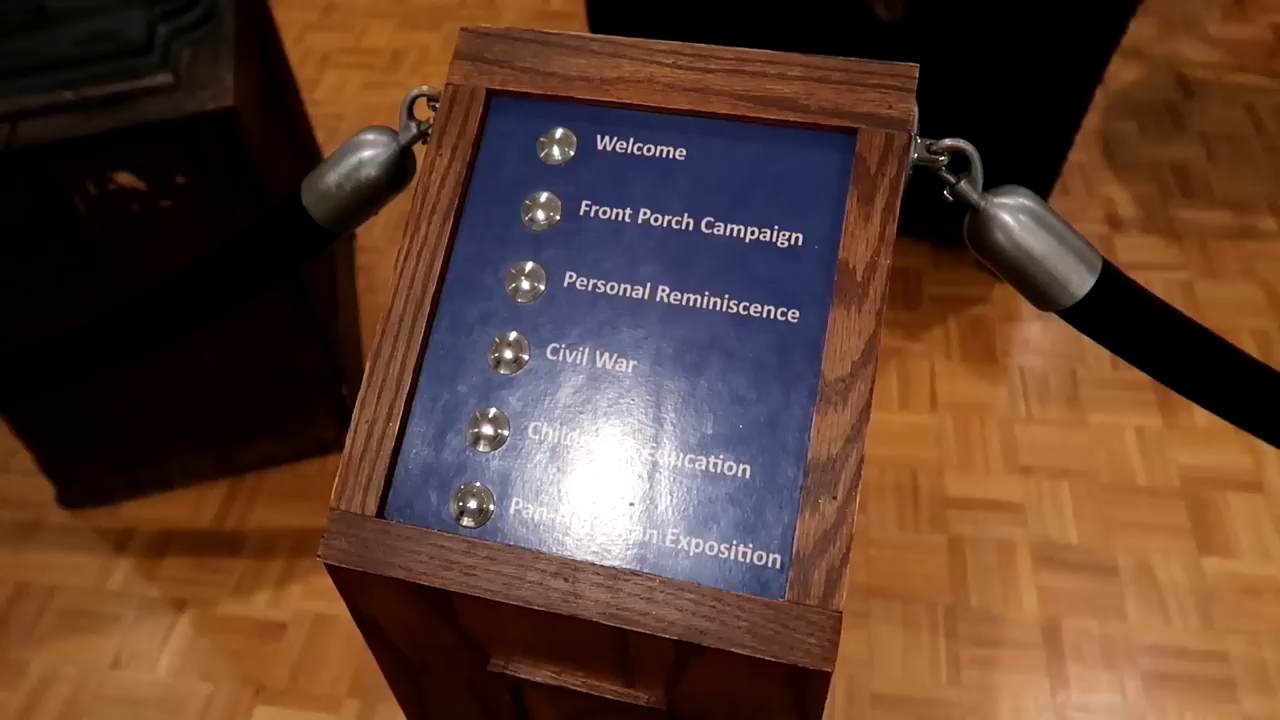 Welcome
Front Porch Campaign
Personal Reminiscence
Civil War
Education
Exposition